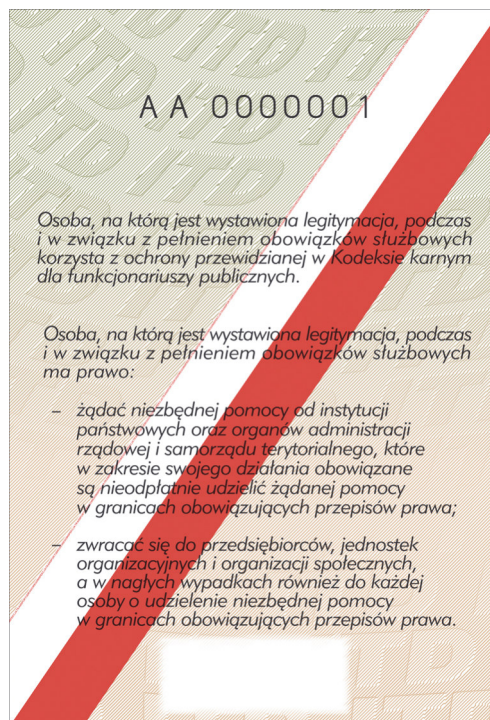 AA 0000001
Osoba, na którą jest wystawiona legitymacja, podczas
i w związku z pełnieniem obowiązków służbowych
korzysta z ochrony przewidzianej w Kodeksie karnym
dla funkcjonariuszy publicznych.
Osoba, na którą jest wystawiona legitymacja, podczas
i w związku z pełnieniem obowiązków służbowych
ma prawo:
– żądać niezbędnej pomocy od instytucji
państwowych oraz organów administracji
rządowej i samorządu terytorialnego, które
w zakresie swojego działania obowiązane
są nieodpłatnie udzielić żądanej pomocy
w granicach obowiązujących przepisów prawa;
– zwracać się do przedsiębiorców, jednostek
organizacyjnych i organizacji społecznych,
a w nagłych wypadkach również do każdej
osoby o udzielenie niezbędnej pomocy
w granicach obowiązujących przepisów prawa.